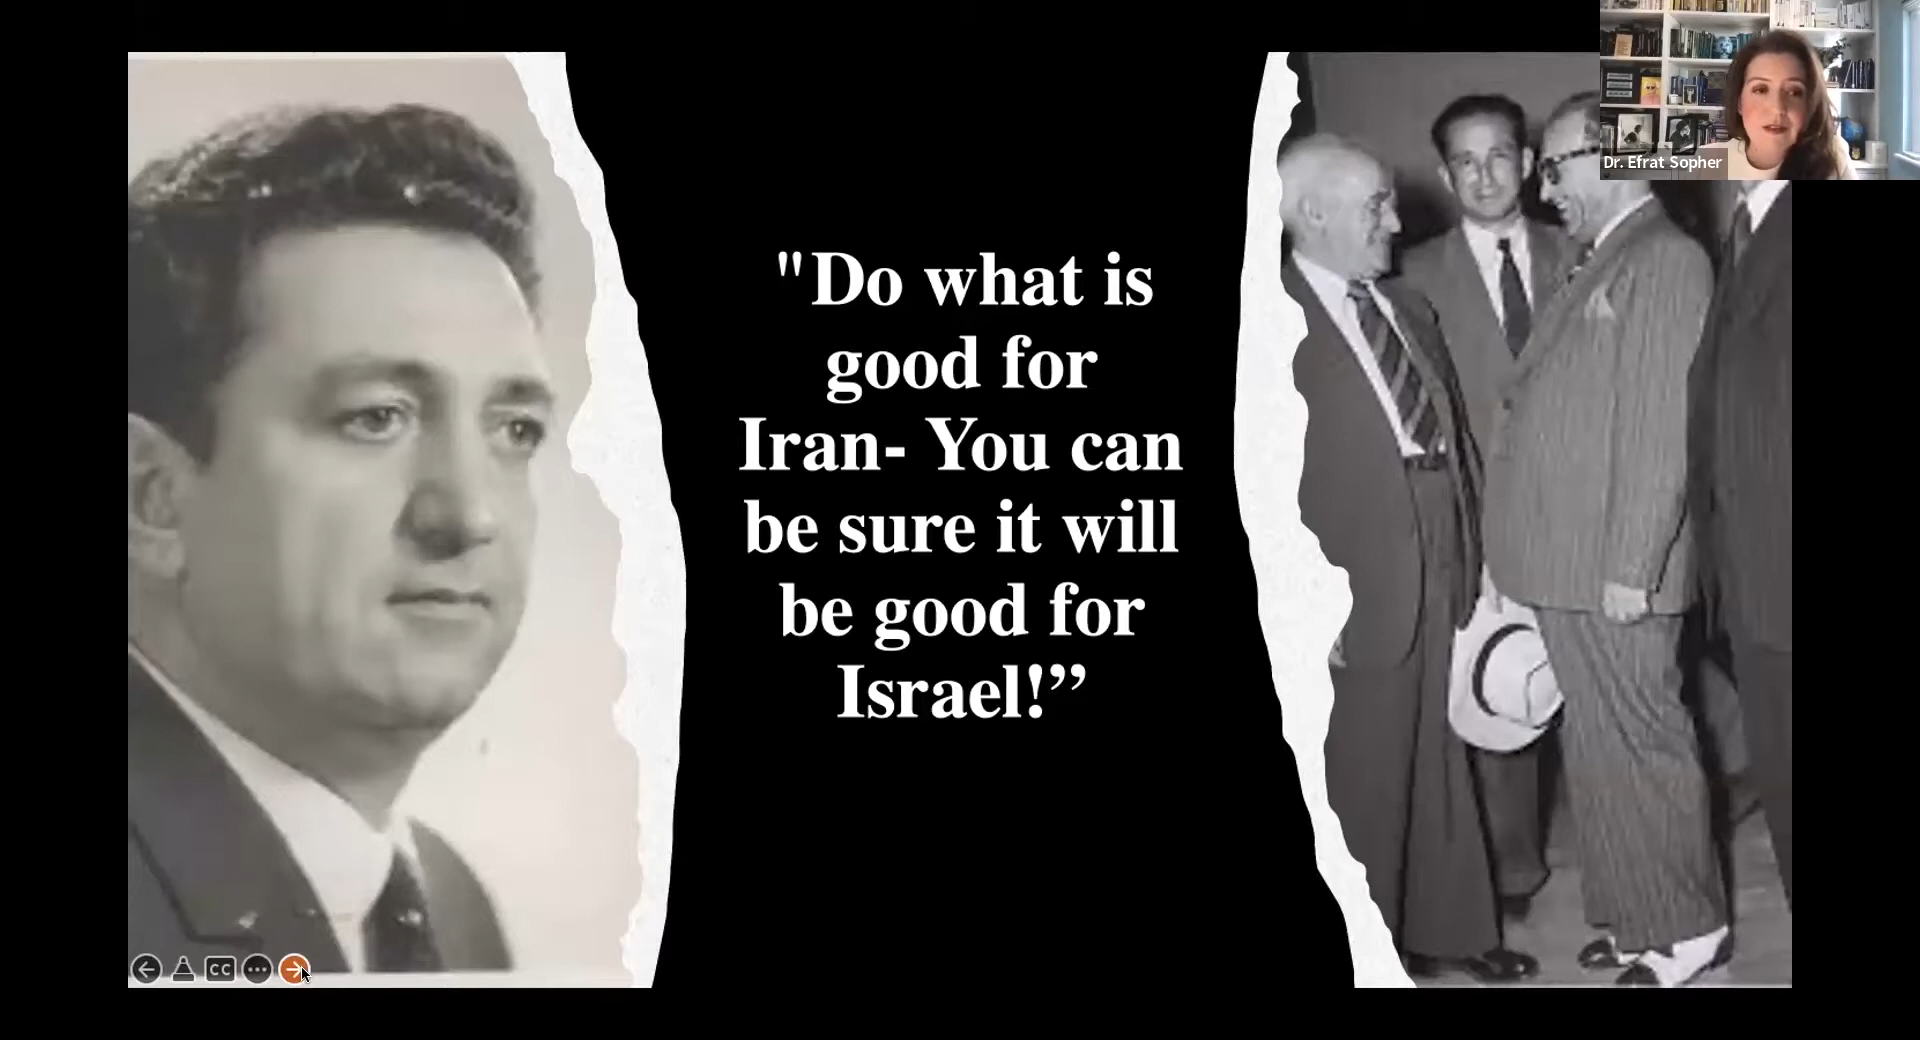 "Do what is
good for
Iran- You can
be sure it will
be good for
Israel!”
Dr. Efrat Sopher
CC